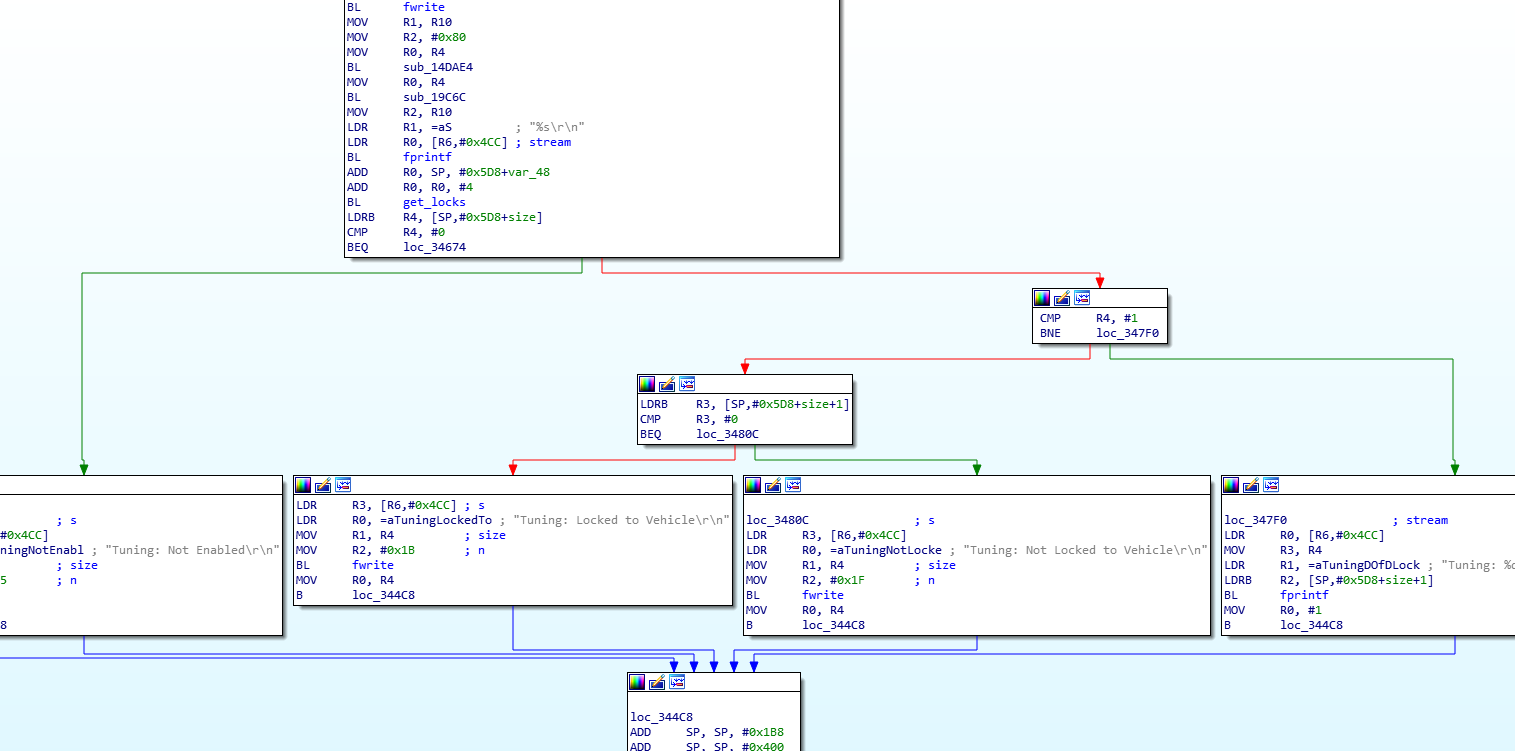 BL fwrite
MOV R1, R10
MOV R2, #0x80
MOV R0, R4
BL sub_14DAE4
MOV R0, R4
BL sub_19C6C
MOV R2, R10
LDR R1, =aS ; "%s\r\n"
LDR R0, [R6,#0x4CC] ; stream
BL fprintf
ADD R0, SP, #0x5D8+var_48
ADD R0, R0, #4
BL get_locks
LDRB R4, [SP,#0x5D8+size]
CMP R4, #0
BEQ loc_34674
CMP R4, #1
BNE loc_347F0
LDRB R3, [SP,#0x5D8+size+1]
CMP R3, #0
BEQ loc_3480C
; s
#0x4CC]
ningNotEnabl ; "Tuning: Not Enabled\r\n"
; size
5 ; n
8
LDR R3, [R6,#0x4CC] ; s
LDR R0, =aTuningLockedTo ; "Tuning: Locked to Vehicle\r\n"
MOV R1, R4 ; size
MOV R2, #0x1B ; n
BL fwrite
MOV R0, R4
B loc_344C8
loc_3480C ; s
LDR R3, [R6,#0x4CC]
LDR R0, =aTuningNotLocke ; "Tuning: Not Locked to Vehicle\r\n"
MOV R1, R4 ; size
MOV R2, #0x1F ; n
BL fwrite
MOV R0, R4
B loc_344C8
loc_347F0 ; stream
LDR R0, [R6,#0x4CC]
MOV R3, R4
LDR R1, =aTuningDOfDLock ; "Tuning: %d
LDRB R2, [SP,#0x5D8+size+1]
BL fprintf
MOV R0, #1
B loc_344C8
loc_344C8
ADD SP, SP, #0x1B8
ADD SP, SP, #0x400